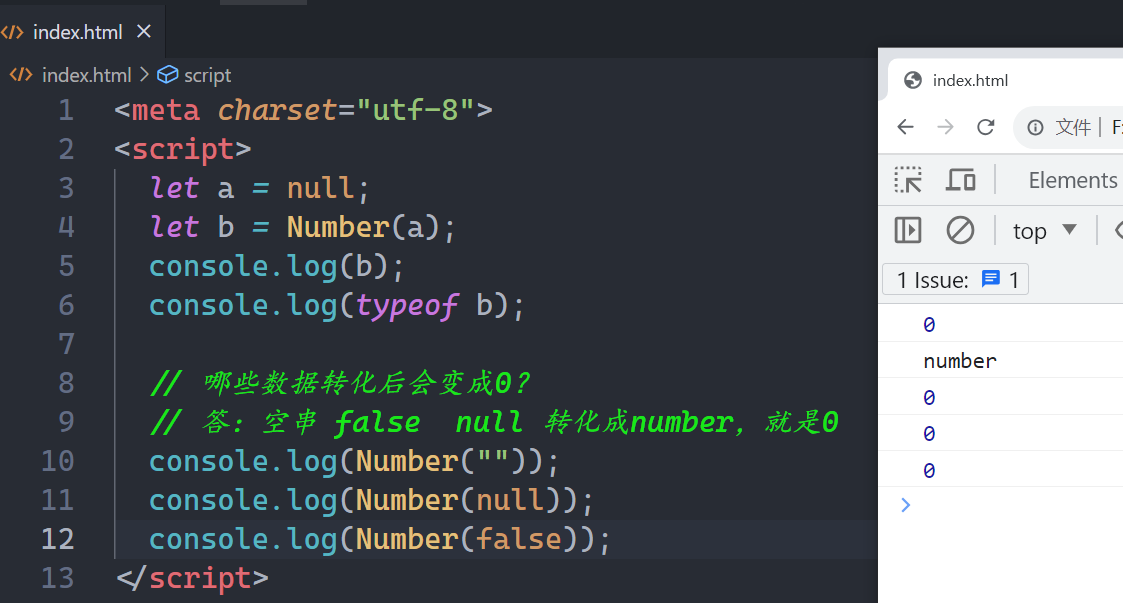 index.html
index.html > script
1 <meta charset="utf-8">
2 <script>
3 let a = null;
4 let b = Number(a);
5 console.log(b);
6 console.log(typeof b);
7
8 // 哪些数据转化后会变成0?
9 // 答: 空串 false null 转化成number, 就是0
10 console.log(Number(""));
11 console.log(Number(null));
12 console.log(Number(false));
13 </script>
index.html
文件 | F:
Elements
top
1 Issue: 1
0
number
0
0
0